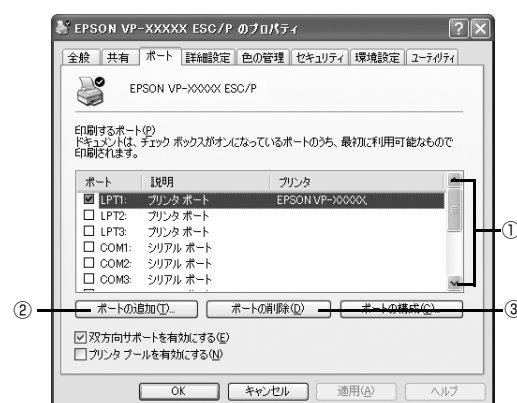 EPSON VP-XXXXX ESC/P のプロパティ
全般 共有 ポート 詳細設定 色の管理 セキュリティ 環境設定 ユーティリティ
EPSON VP-XXXXX ESC/P
印刷するポート(P)
ドキュメントは、チェック ボックスがオンになっているポートのうち、最初に利用可能なもので
印刷されます。
ポート 説明 プリンタ
LPT1: プリンタ ポート EPSON VP-XXXXX
LPT2: プリンタ ポート
LPT3: プリンタ ポート
COM1: シリアル ポート
COM2: シリアル ポート
COM3: シリアル ポート
①
② ポートの追加(T)... ポートの削除(D) ポートの構成(C)... ③
双方向サポートを有効にする(E)
プリンタ プールを有効にする(N)
OK キャンセル 適用(A) ヘルプ